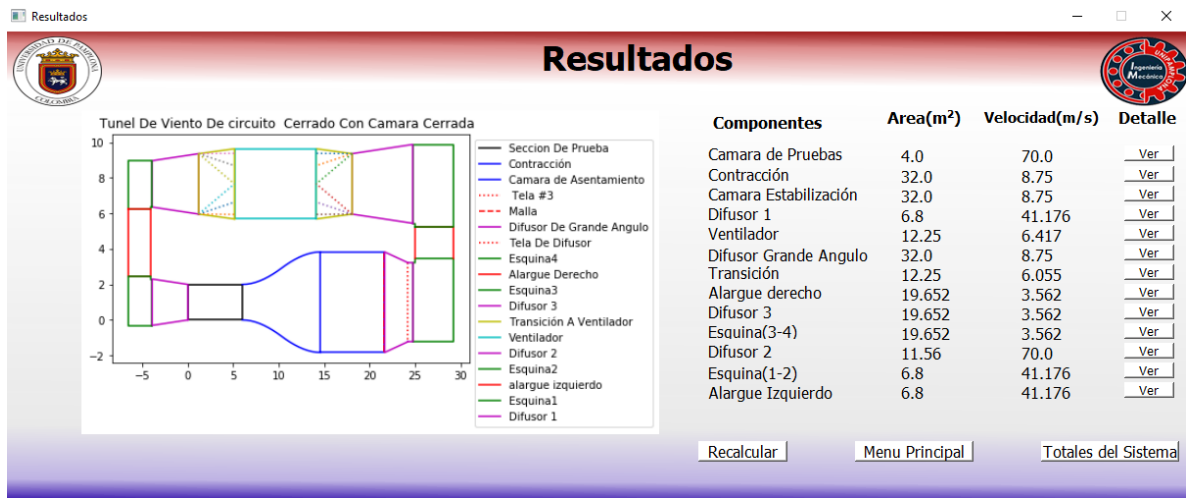 Resultados
UNIVERSIDAD DE PAMPLONA
COLOMBIA
Resultados
Ingeniería
Mecánica
UNIPAMPLONA
Tunel De Viento De circuito  Cerrado Con Camara Cerrada
10
8
6
4
2
0
−2
−5 0 5 10 15 20 25 30
Seccion De Prueba
Contracción
Camara de Asentamiento
Tela #3
Malla
Difusor De Grande Angulo
Tela De Difusor
Esquina4
Alargue Derecho
Esquina3
Difusor 3
Transición A Ventilador
Ventilador
Difusor 2
Esquina2
alargue izquierdo
Esquina1
Difusor 1
Componentes Area(m²) Velocidad(m/s) Detalle
Camara de Pruebas 4.0 70.0 Ver
Contracción 32.0 8.75 Ver
Camara Estabilización 32.0 8.75 Ver
Difusor 1 6.8 41.176 Ver
Ventilador 12.25 6.417 Ver
Difusor Grande Angulo 32.0 8.75 Ver
Transición 12.25 6.055 Ver
Alargue derecho 19.652 3.562 Ver
Difusor 3 19.652 3.562 Ver
Esquina(3-4) 19.652 3.562 Ver
Difusor 2 11.56 70.0 Ver
Esquina(1-2) 6.8 41.176 Ver
Alargue Izquierdo 6.8 41.176 Ver
Recalcular Menu Principal Totales del Sistema